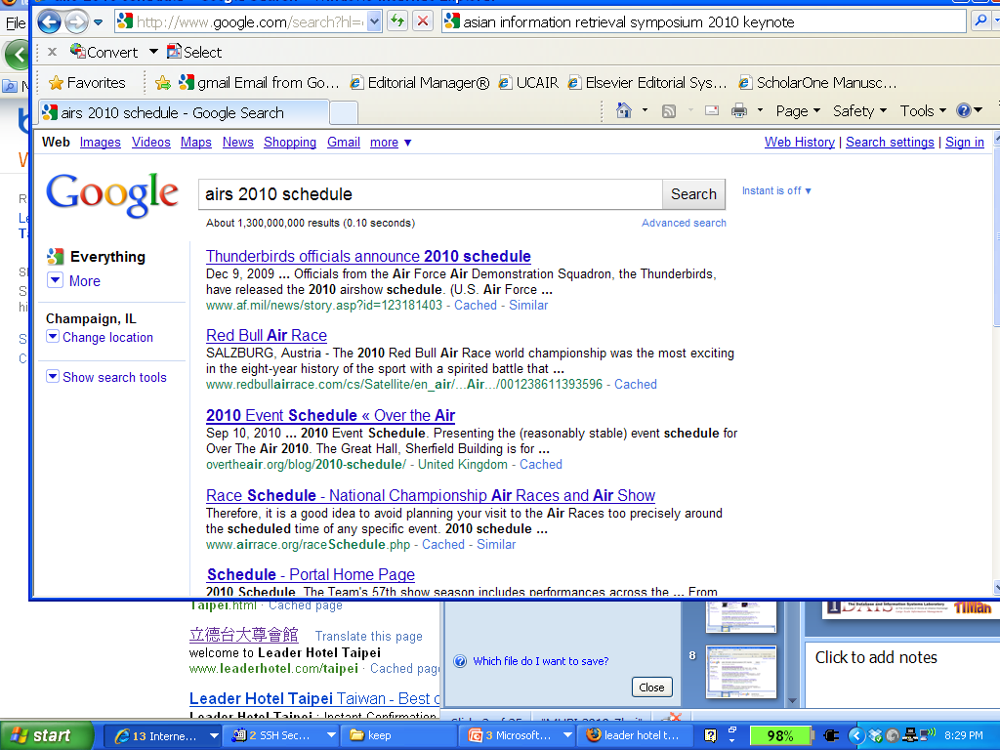 File
http://www.google.com/search?hl=
asian information retrieval symposium 2010 keynote
x Convert Select
Favorites gmail Email from Go... Editorial Manager® UCAIR Elsevier Editorial Sys... ScholarOne Manusc...
airs 2010 schedule - Google Search
Page Safety Tools
Web Images Videos Maps News Shopping Gmail more
Web History | Search settings | Sign in
Google
airs 2010 schedule
Search
Instant is off
About 1,300,000,000 results (0.10 seconds)
Advanced search
Everything
More
Champaign, IL
Change location
Show search tools
Thunderbirds officials announce 2010 schedule
Dec 9, 2009 ... Officials from the Air Force Air Demonstration Squadron, the Thunderbirds,
have released the 2010 airshow schedule. (U.S. Air Force ...
www.af.mil/news/story.asp?id=123181403 - Cached - Similar
Red Bull Air Race
SALZBURG, Austria - The 2010 Red Bull Air Race world championship was the most exciting
in the eight-year history of the sport with a spirited battle that ...
www.redbullairrace.com/cs/Satellite/en_air/...Air.../001238611393596 - Cached
2010 Event Schedule « Over the Air
Sep 10, 2010 ... 2010 Event Schedule. Presenting the (reasonably stable) event schedule for
Over The Air 2010. The Great Hall, Sherfield Building is for ...
overtheair.org/blog/2010-schedule/ - United Kingdom - Cached
Race Schedule - National Championship Air Races and Air Show
Therefore, it is a good idea to avoid planning your visit to the Air Races too precisely around
the scheduled time of any specific event. 2010 schedule ...
www.airrace.org/raceSchedule.php - Cached - Similar
Schedule - Portal Home Page
2010 Schedule. The Team's 57th show season includes performances across the ... From
Taipei.html · Cached page
立德台大尊會館 Translate this page
welcome to Leader Hotel Taipei
www.leaderhotel.com/taipei · Cached page
Leader Hotel Taipei Taiwan - Best
Leader Hotel Taipei : Instant Confirmation
Which file do I want to save?
Close
8
The Database and Information Systems Laboratory
TIMan
Click to add notes
start
13 Interne...
2 SSH Sec...
keep
3 Microsoft...
leader hotel t...
98%
8:29 PM